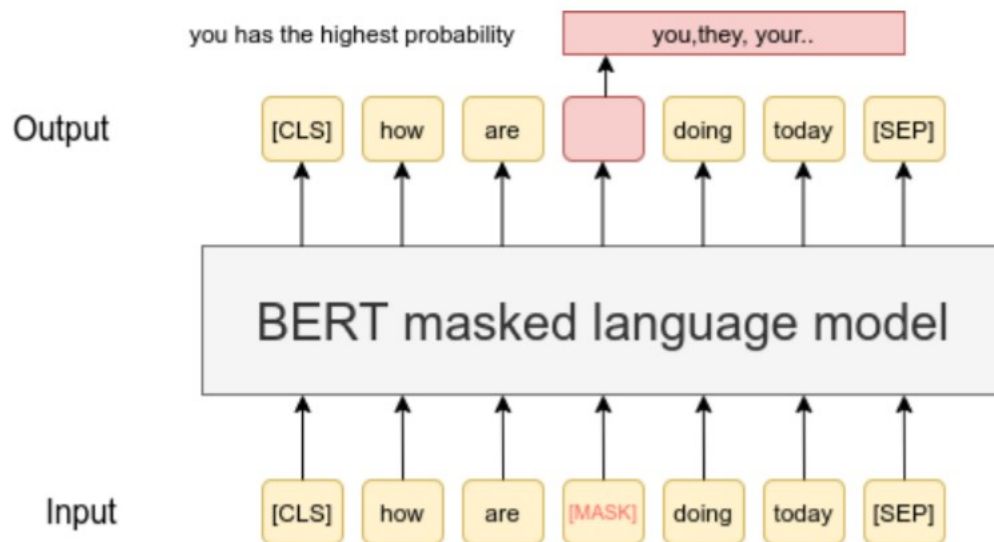 you has the highest probability
you,they, your..
Output
[CLS] how are doing today [SEP]
BERT masked language model
Input
[CLS] how are [MASK] doing today [SEP]